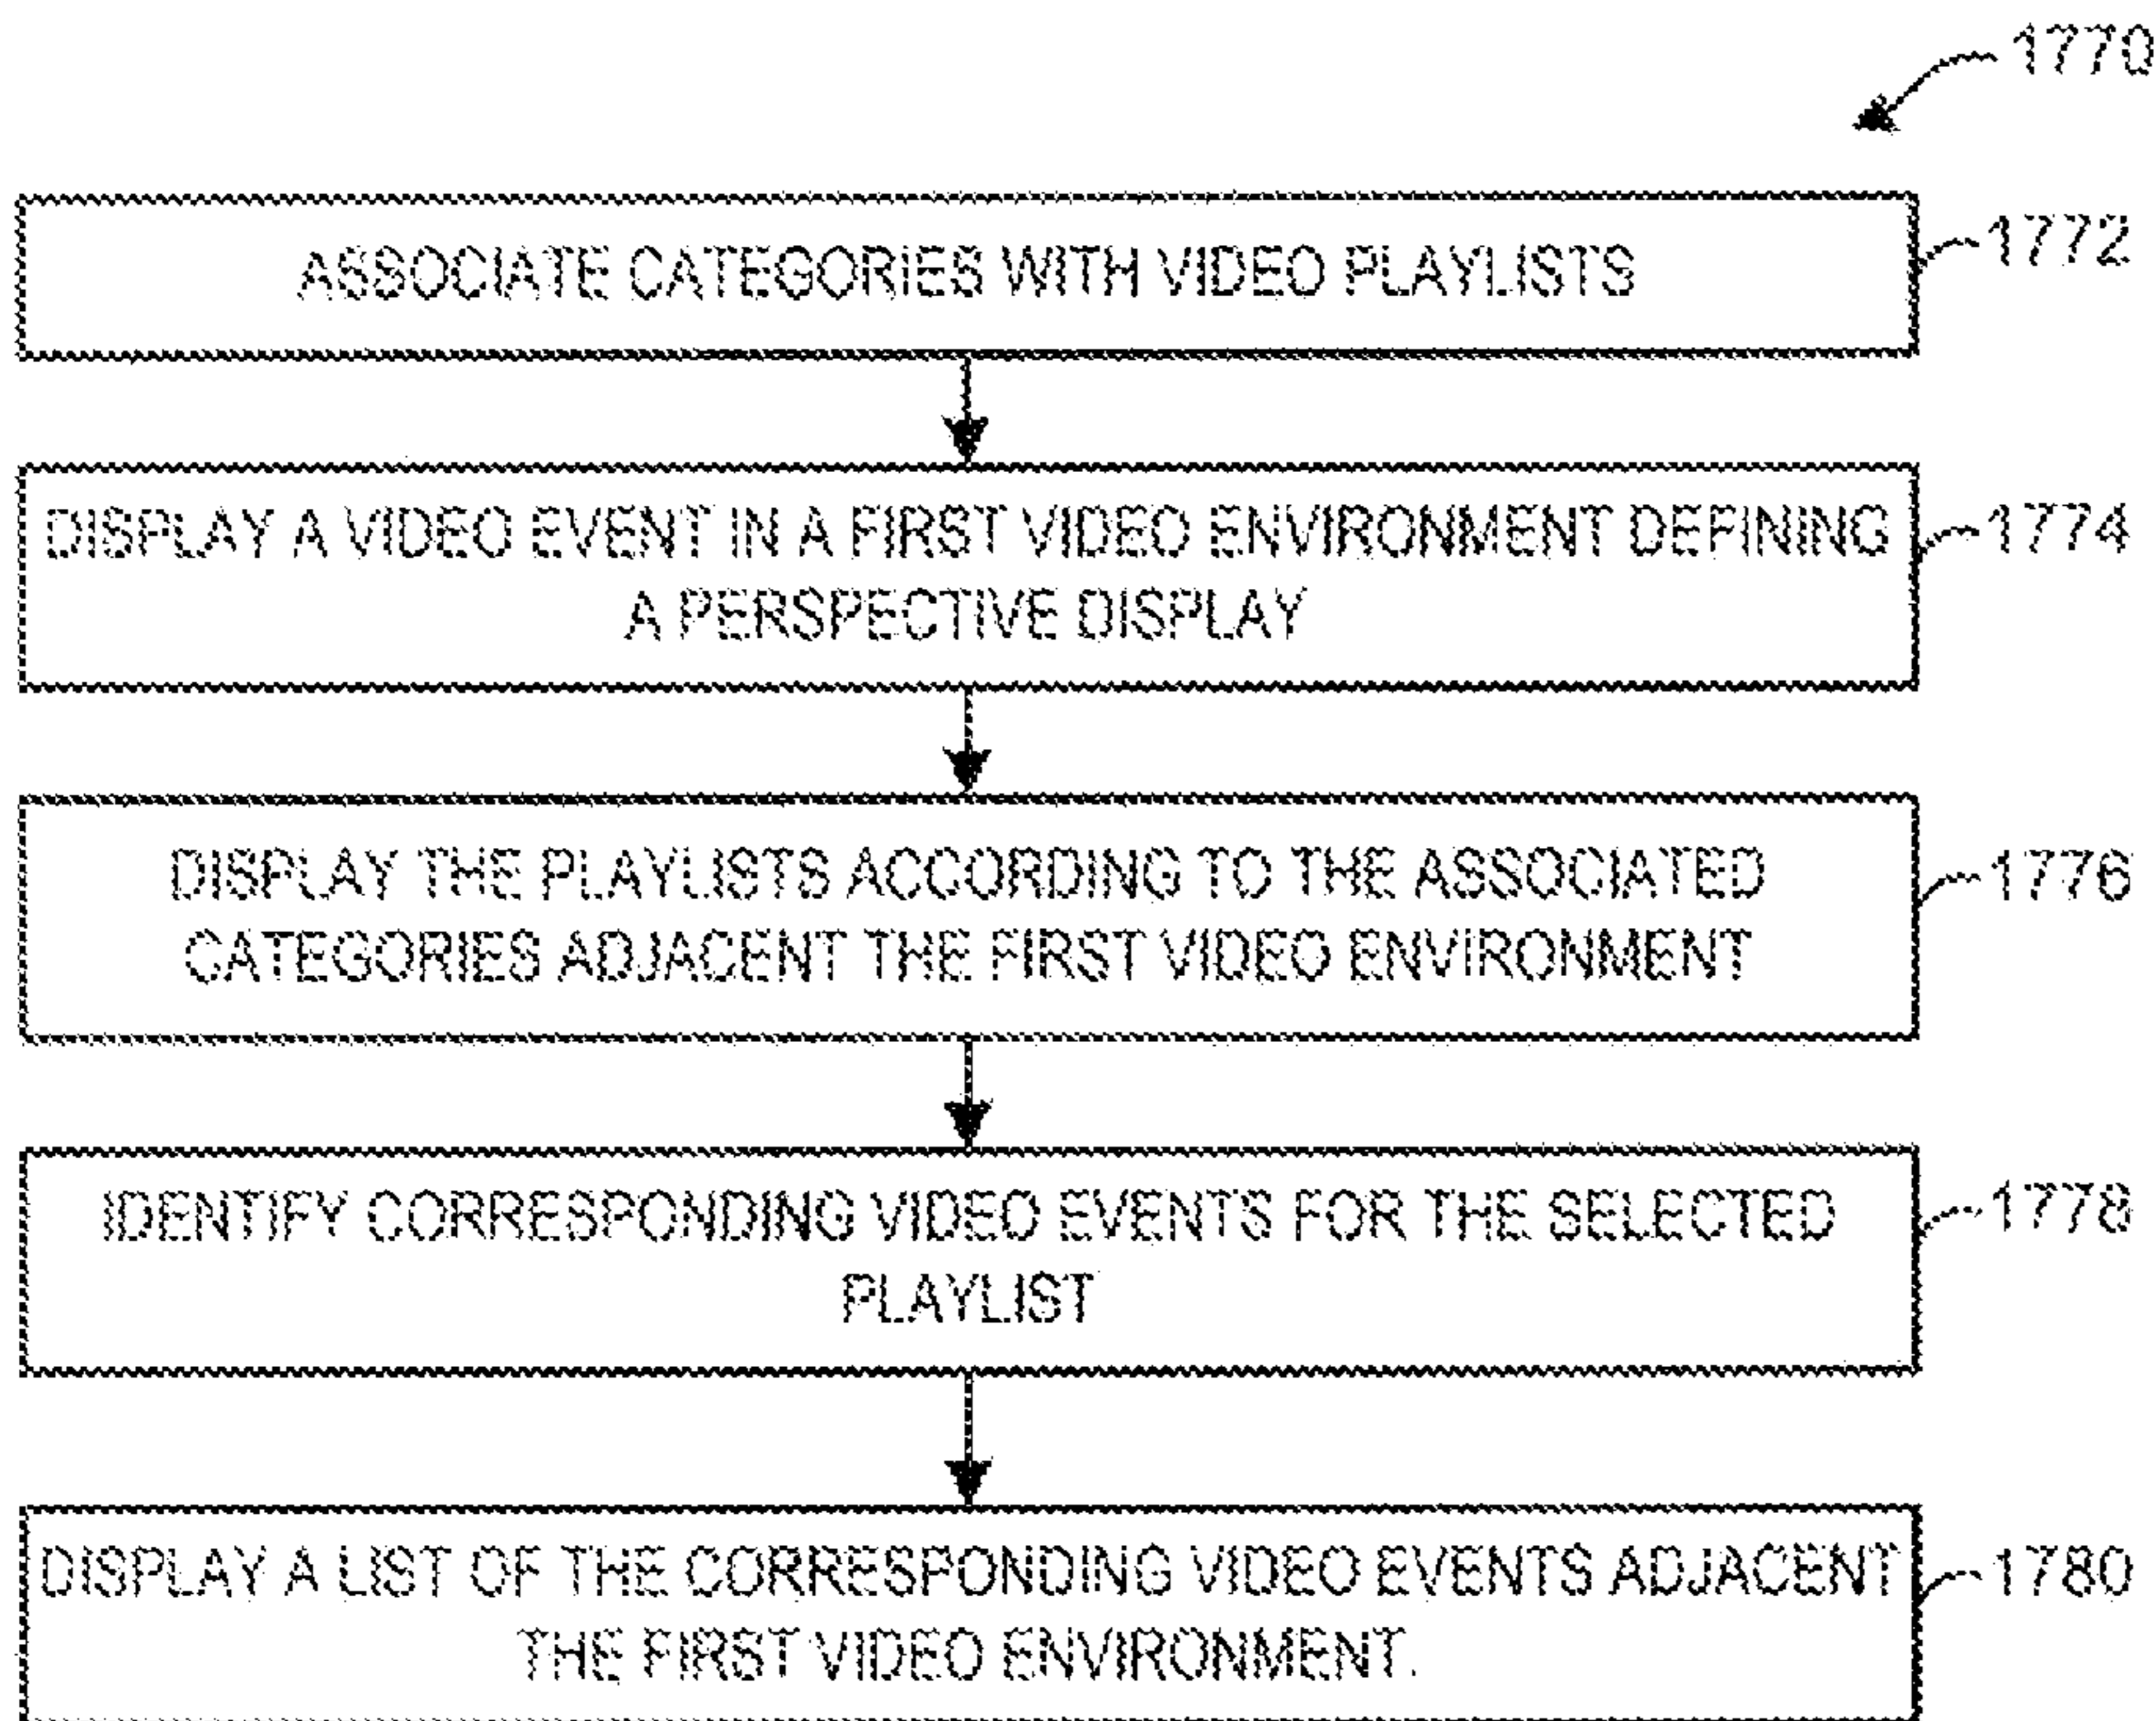 1770
ASSOCIATE CATEGORIES WITH VIDEO PLAYLISTS
1772
DISPLAY A VIDEO EVENT IN A FIRST VIDEO ENVIRONMENT DEFINING
A PERSPECTIVE DISPLAY
1774
DISPLAY THE PLAYLISTS ACCORDING TO THE ASSOCIATED
CATEGORIES ADJACENT THE FIRST VIDEO ENVIRONMENT
1776
IDENTIFY CORRESPONDING VIDEO EVENTS FOR THE SELECTED
PLAYLIST
1778
DISPLAY A LIST OF THE CORRESPONDING VIDEO EVENTS ADJACENT
THE FIRST VIDEO ENVIRONMENT.
1780